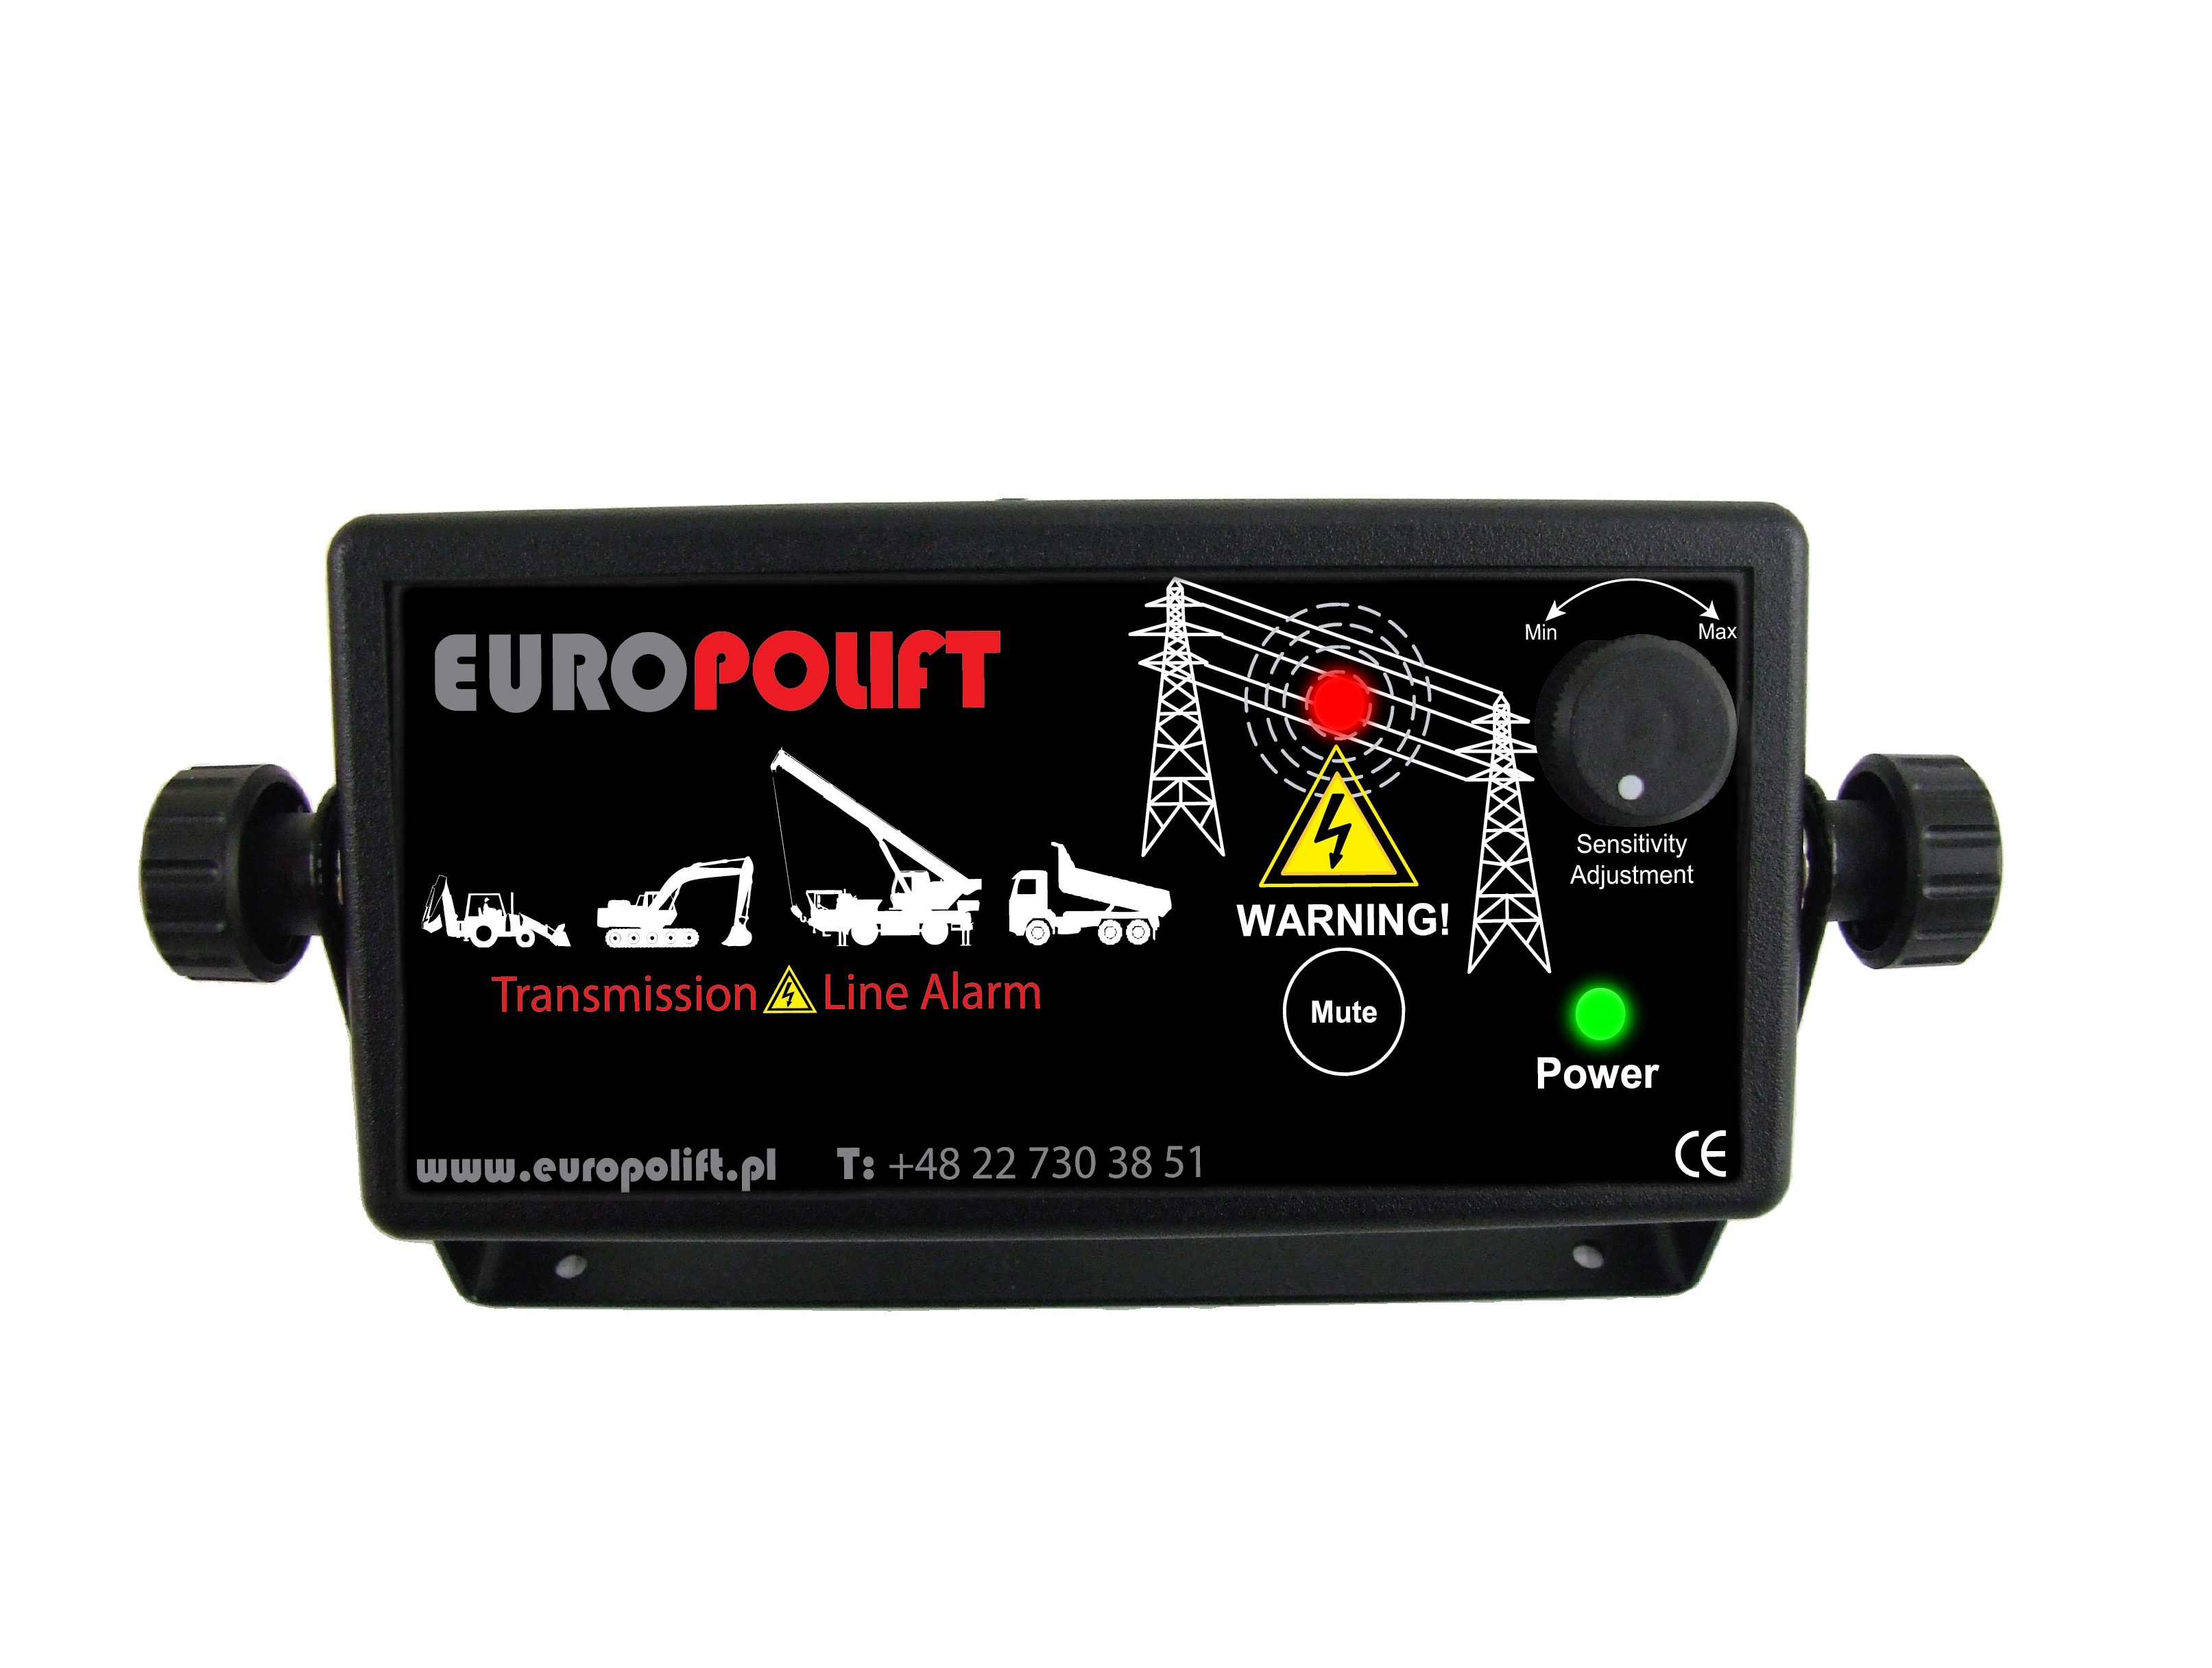 EUROPOLIFT
Min
Max
Sensitivity
Adjustment
WARNING!
Transmission Line Alarm
Mute
Power
www.europolift.pl T: +48 22 730 38 51
CE